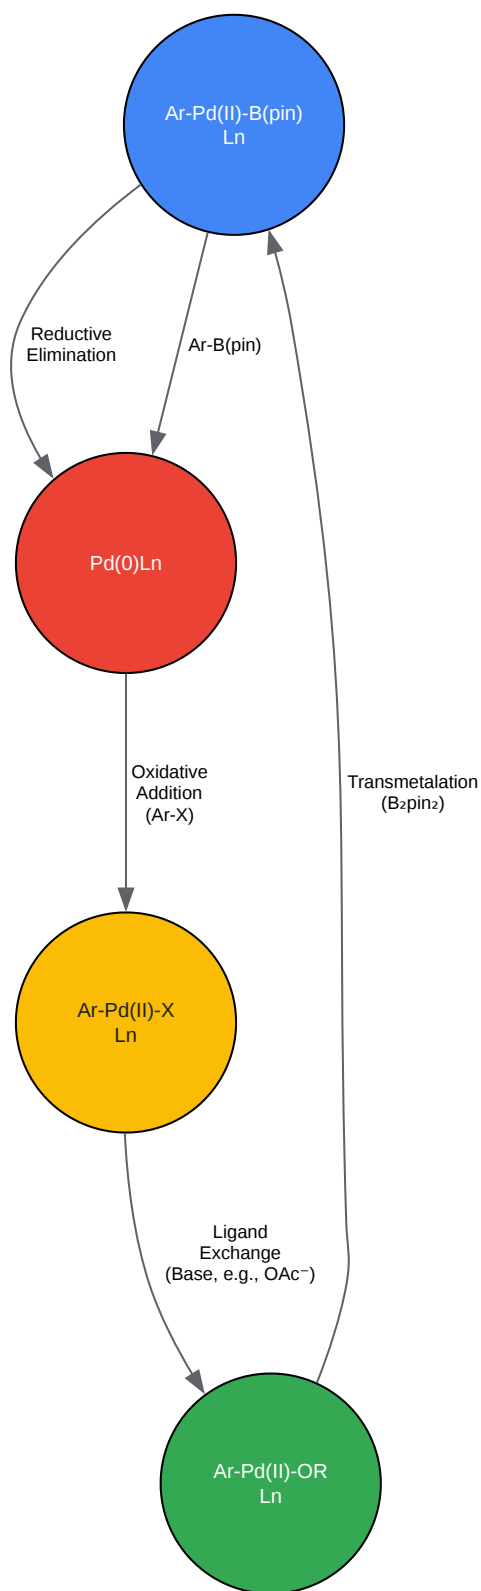 Ar-Pd(II)-B(pin)
Ln
Reductive
Elimination
Ar-B(pin)
Pd(0)Ln
Oxidative
Addition
(Ar-X)
Transmetalation
(B₂pin₂)
Ar-Pd(II)-X
Ln
Ligand
Exchange
(Base, e.g., OAc⁻)
Ar-Pd(II)-OR
Ln